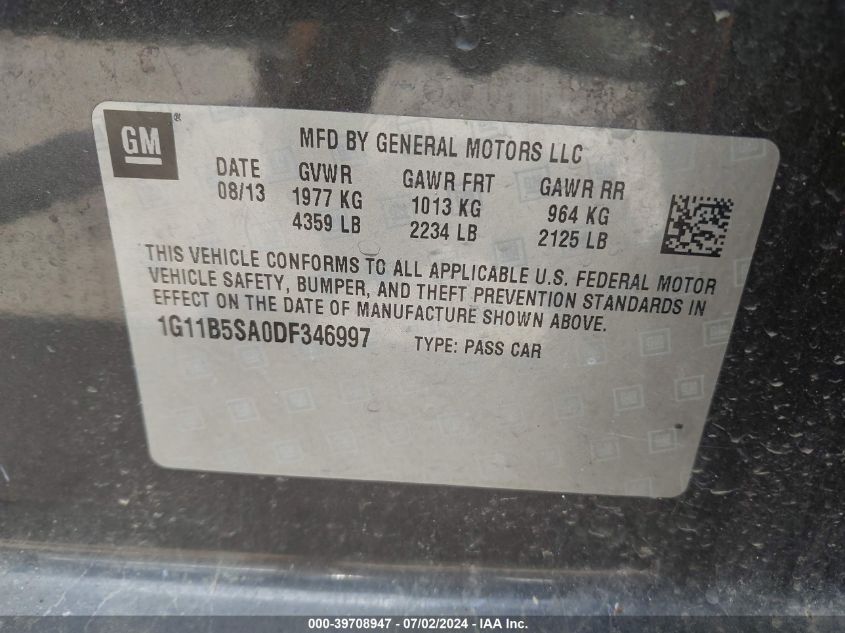 GM ®
MFD BY GENERAL MOTORS LLC
DATE GVWR GAWR FRT GAWR RR
08/13 1977 KG 1013 KG 964 KG
4359 LB 2234 LB 2125 LB
THIS VEHICLE CONFORMS TO ALL APPLICABLE U.S. FEDERAL MOTOR
VEHICLE SAFETY, BUMPER, AND THEFT PREVENTION STANDARDS IN
EFFECT ON THE DATE OF MANUFACTURE SHOWN ABOVE.
1G11B5SA0DF346997 TYPE: PASS CAR
000-39708947 - 07/02/2024 - IAAI Inc.